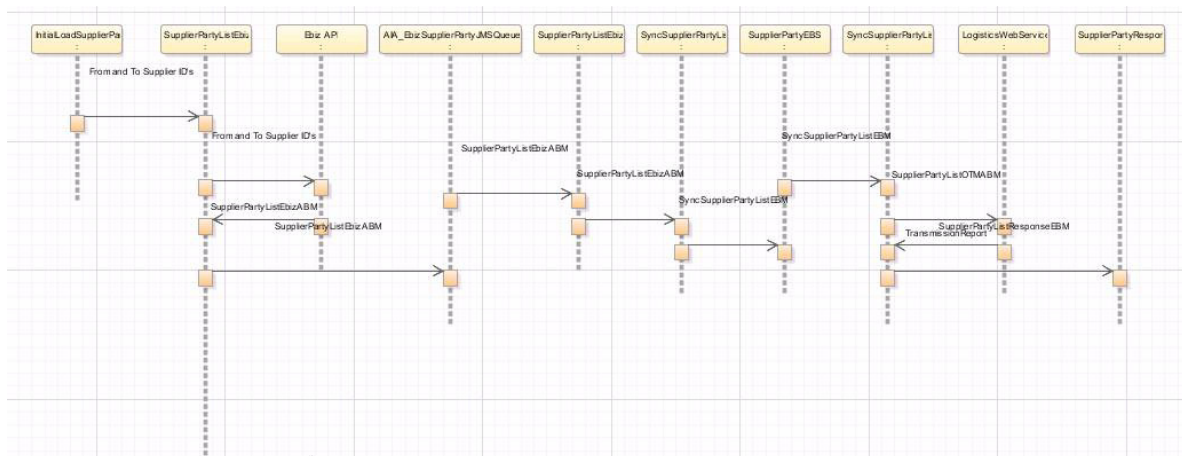 InitialLoadSupplierPa
:
SupplierPartyListEbiz
:
Ebiz API
:
AIA_EbizSupplierPartyJMSQueue
:
SupplierPartyListEbiz
:
SyncSupplierPartyLis
:
SupplierPartyEBS
:
SyncSupplierPartyLis
:
LogisticsWebService
:
SupplierPartyRespor
:
From and To Supplier ID's
From and To Supplier ID's
SyncSupplierPartyListEBM
SupplierPartyListEbizABM
SupplierPartyListEbizABM
SupplierPartyListOTMABM
SyncSupplierPartyListEBM
SupplierPartyListEbizABM
SupplierPartyListEbizABM
SupplierPartyListResponseEBM
TransmissionReport